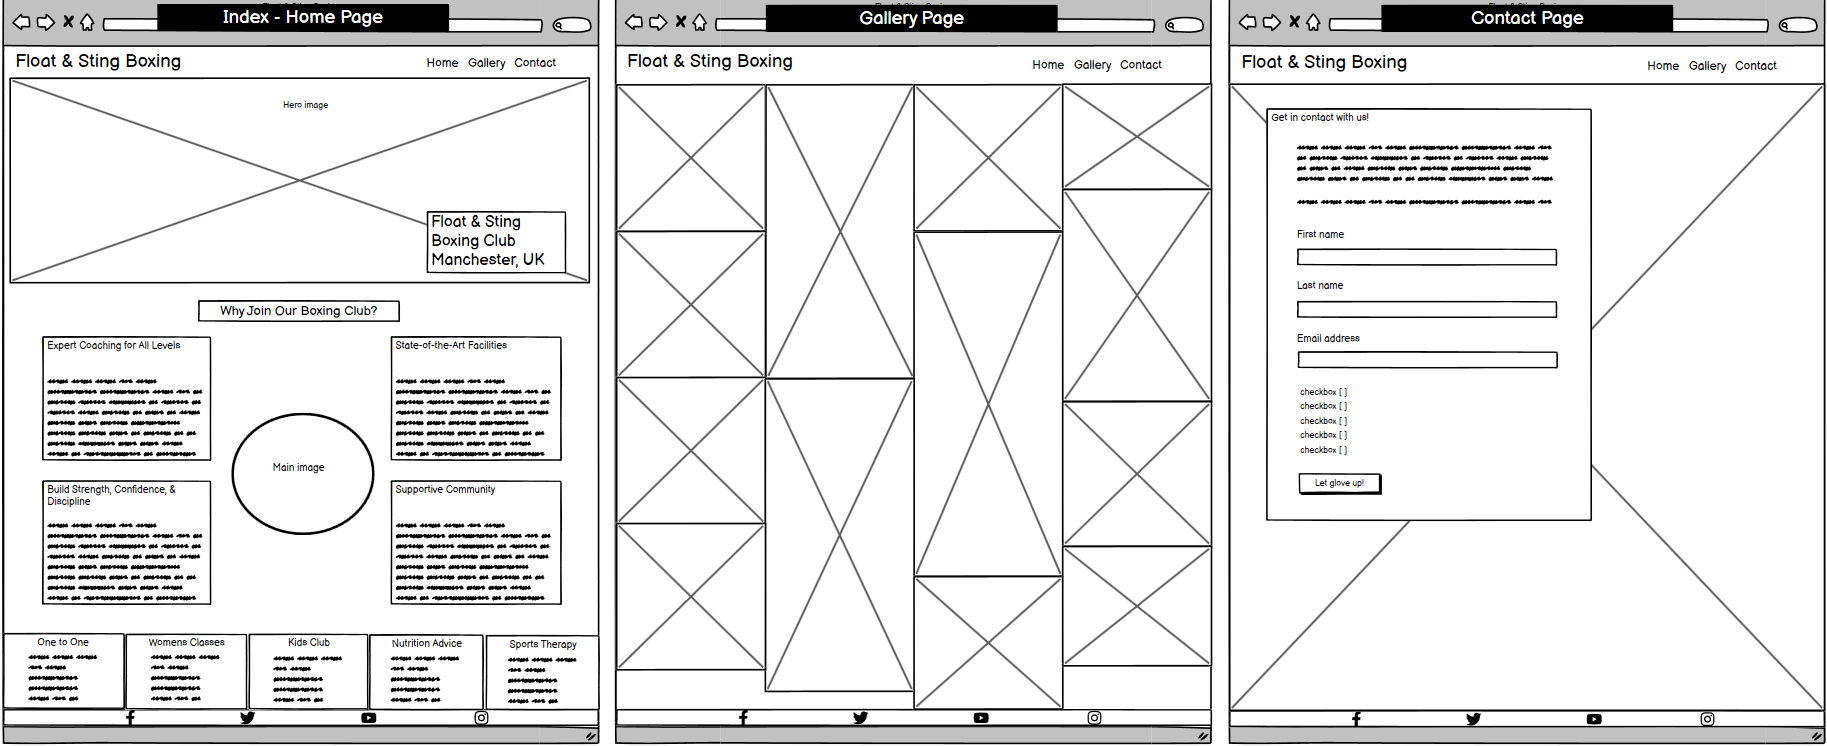 Index - Home Page
Float & Sting Boxing
Home Gallery Contact
Hero image
Float & Sting
Boxing Club
Manchester, UK
Why Join Our Boxing Club?
Expert Coaching for All Levels
State-of-the-Art Facilities
Main image
Build Strength, Confidence, &
Discipline
Supportive Community
One to One
Womens Classes
Kids Club
Nutrition Advice
Sports Therapy
Gallery Page
Float & Sting Boxing
Home Gallery Contact
Contact Page
Float & Sting Boxing
Home Gallery Contact
Get in contact with us!
First name
Last name
Email address
checkbox [ ]
checkbox [ ]
checkbox [ ]
checkbox [ ]
checkbox [ ]
Let glove up!